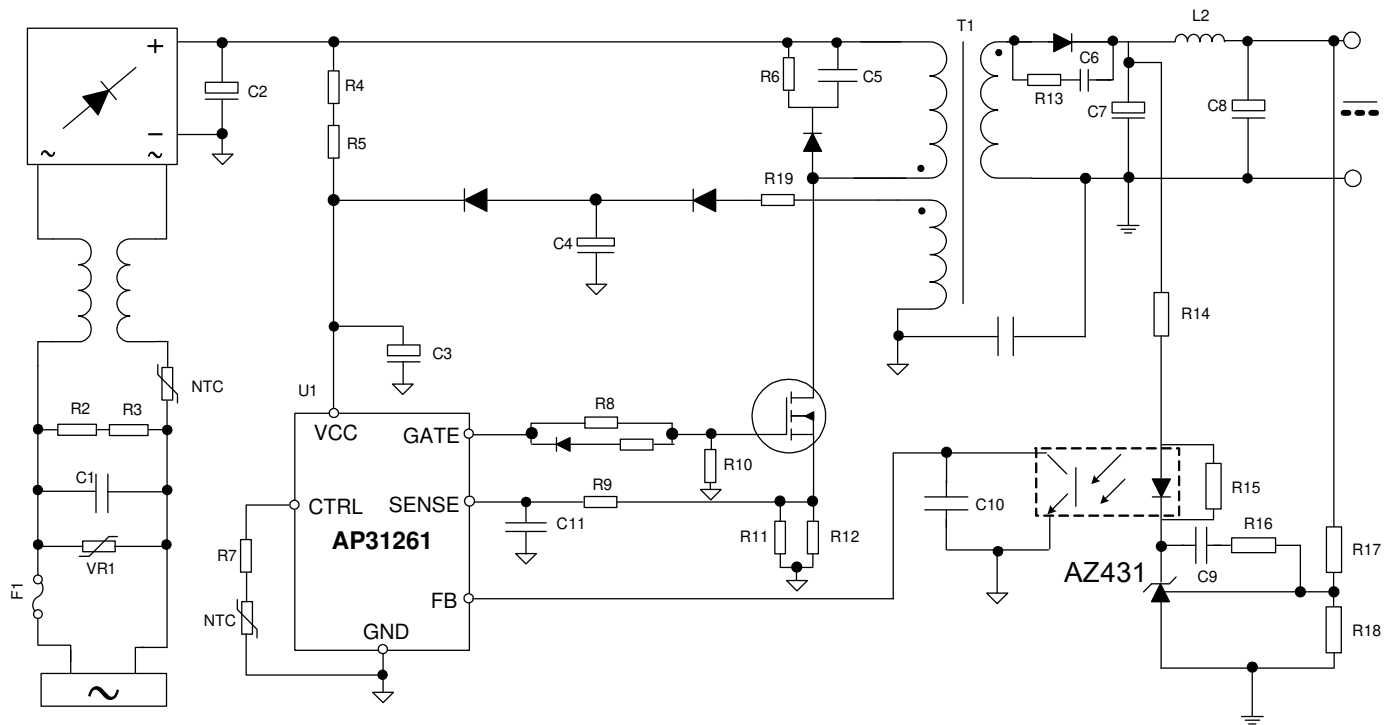 L2
T1
+
C6
R6
C5
R4
C2
R13
C7
C8
R5
−
~
~
R19
C4
R14
C3
NTC
U1
R2
R3
R8
VCC
GATE
R10
C1
R15
SENSE
R9
C10
CTRL
C11
R16
AP31261
R11
R12
R7
R17
VR1
AZ431
C9
F1
FB
NTC
GND
R18
~